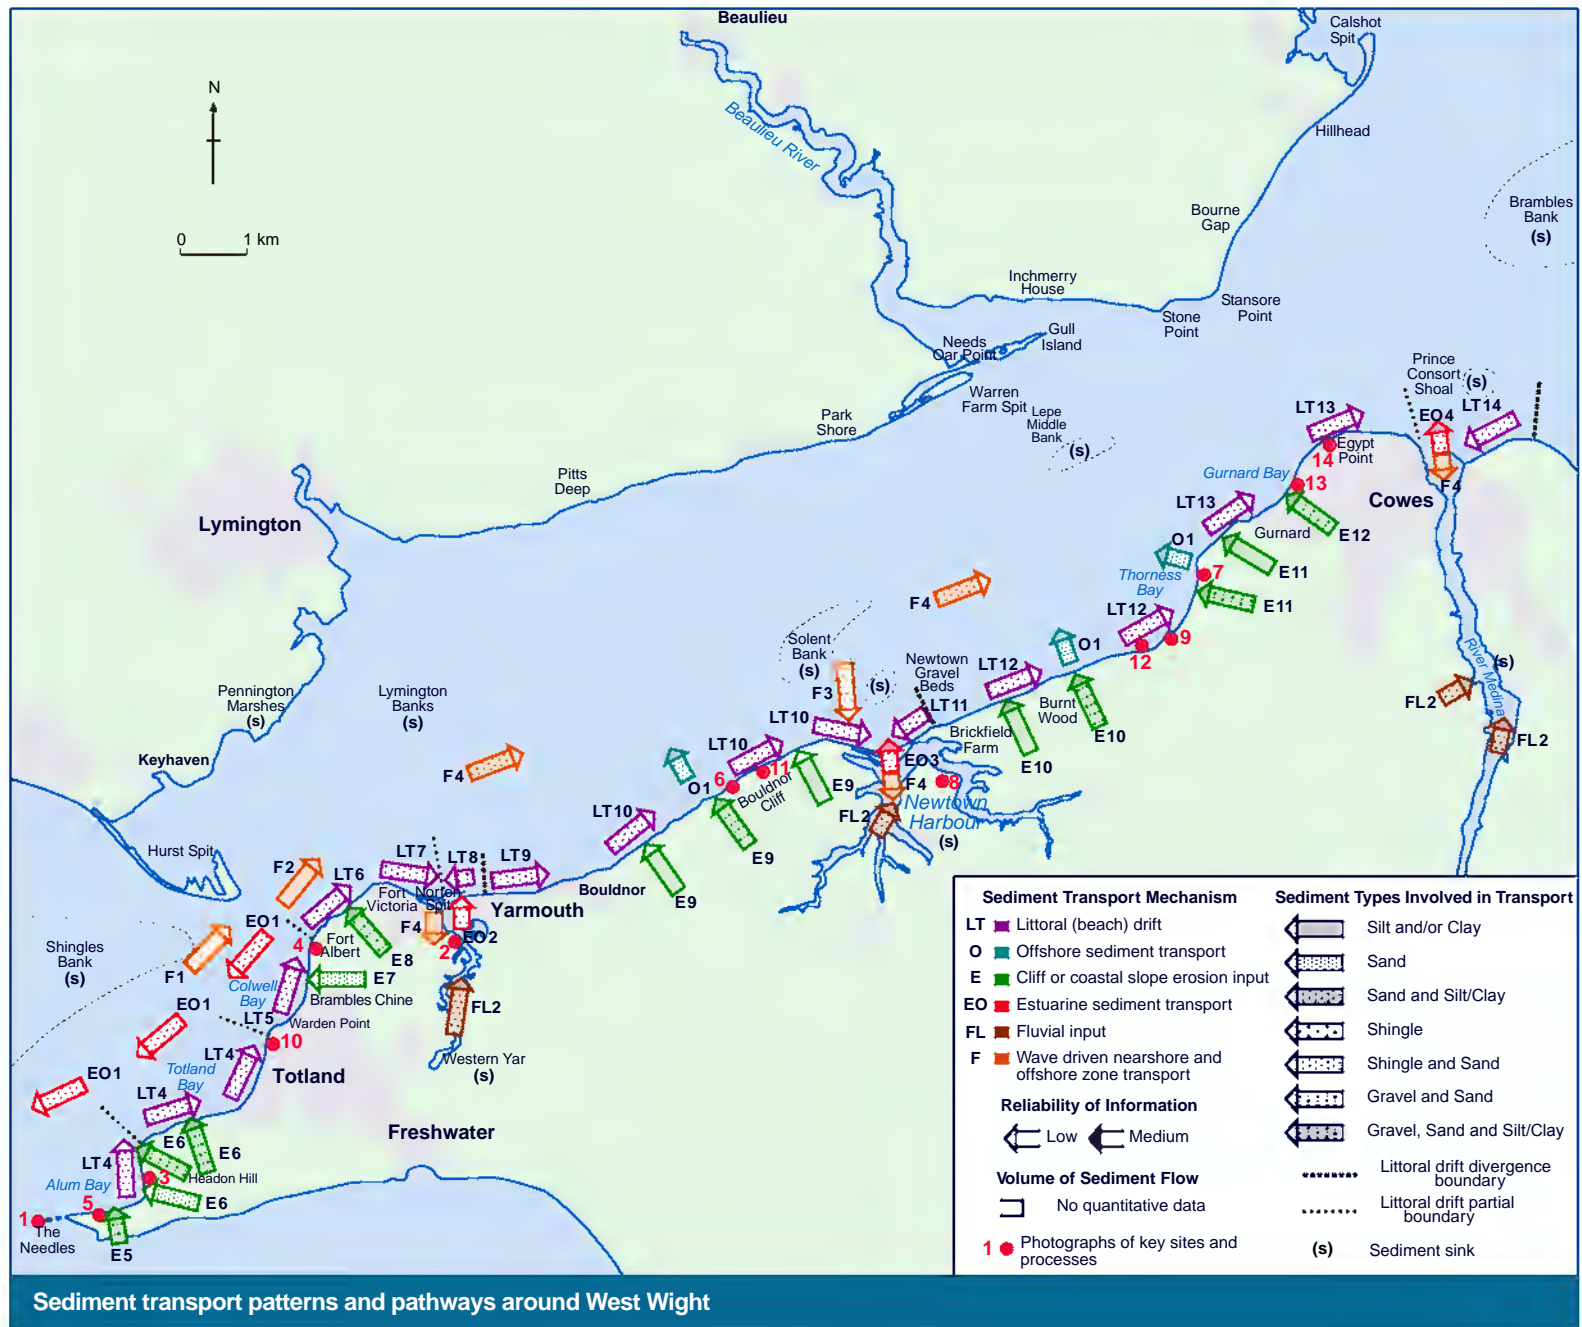 Beaulieu
Calshot
Spit
N
Beaulieu River
Hillhead
0 1 km
Bourne
Gap
Brambles
Bank
(s)
Inchmerry
House
Stansore
Point
Stone
Point
Gull
Island
Needs
Oar Point
Warren
Farm Spit
Lepe
Middle
Bank
(s)
Park
Shore
Pitts
Deep
Prince
Consort
Shoal
(s)
LT13
EO4
LT14
Egypt
Point
14
Gurnard Bay
13
F4
Cowes
Lymington
LT13
Gurnard
E12
O1
Thorness
Bay
7
E11
E11
F4
LT12
9
12
O1
Solent
Bank
(s)
(s)
Newtown
Gravel
Beds
LT12
River Medina
(s)
FL2
FL2
Pennington
Marshes
(s)
Lymington
Banks
(s)
F3
LT11
LT10
Burnt
Wood
E10
Brickfield
Farm
E10
Keyhaven
F4
LT10
11
6
O1
Bouldnor
Cliff
E9
EO3
F4
8
FL2
Newtown
Harbour
(s)
LT10
E9
Hurst Spit
F2
LT6
LT7
LT8
LT9
Bouldnor
E9
Fort
Victoria
Norton
Spit
Yarmouth
F4
EO2
2
EO1
4
Fort
Albert
E8
Shingles
Bank
(s)
F1
Colwell
Bay
E7
Brambles Chine
EO1
LT5
Warden Point
FL2
10
LT4
Totland
Western Yar
(s)
EO1
Totland
Bay
LT4
Freshwater
E6
E6
LT4
Alum Bay
3
Headon Hill
E6
5
1
The
Needles
E5
Sediment Transport Mechanism
LT Littoral (beach) drift
O Offshore sediment transport
E Cliff or coastal slope erosion input
EO Estuarine sediment transport
FL Fluvial input
F Wave driven nearshore and
offshore zone transport
Reliability of Information
Low Medium
Volume of Sediment Flow
No quantitative data
1 Photographs of key sites and
processes
Sediment Types Involved in Transport
Silt and/or Clay
Sand
Sand and Silt/Clay
Shingle
Shingle and Sand
Gravel and Sand
Gravel, Sand and Silt/Clay
Littoral drift divergence
boundary
Littoral drift partial
boundary
(s) Sediment sink
Sediment transport patterns and pathways around West Wight